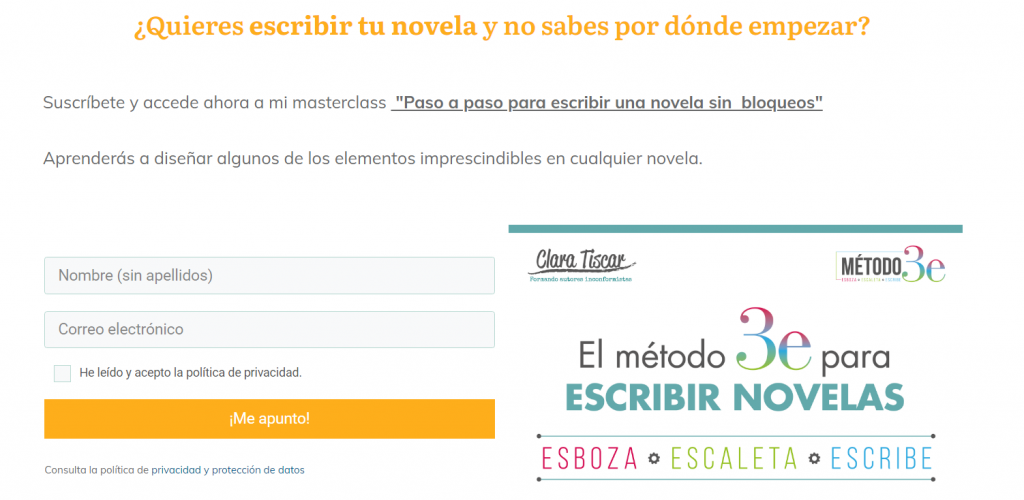 ¿Quieres escribir tu novela y no sabes por dónde empezar?
Suscríbete y accede ahora a mi masterclass "Paso a paso para escribir una novela sin bloqueos"
Aprenderás a diseñar algunos de los elementos imprescindibles en cualquier novela.
Nombre (sin apellidos)
Correo electrónico
He leído y acepto la política de privacidad.
¡Me apunto!
Consulta la política de privacidad y protección de datos
Clara Tiscar
Formando autores inconformistas
MÉTODO 3e
ESBOZA ESCALETA ESCRIBE
El método 3e para
ESCRIBIR NOVELAS
ESBOZA ESCALETA ESCRIBE